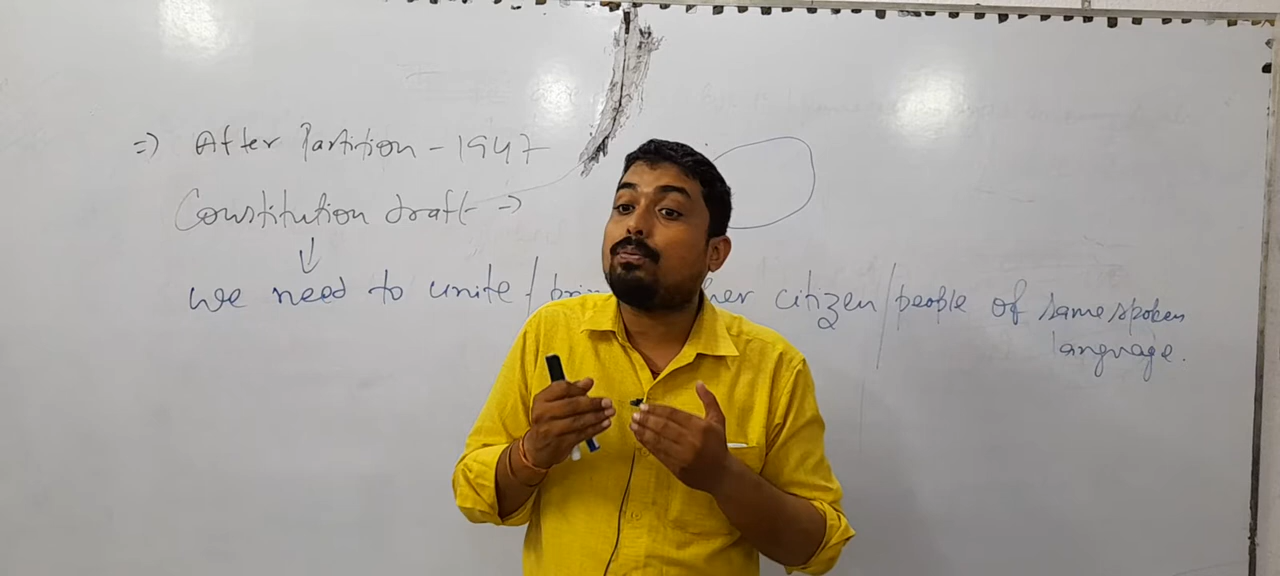 => After Partition - 1947
Constitution draft ->
↓
we need to unite / citizen / people of same spoken
language.